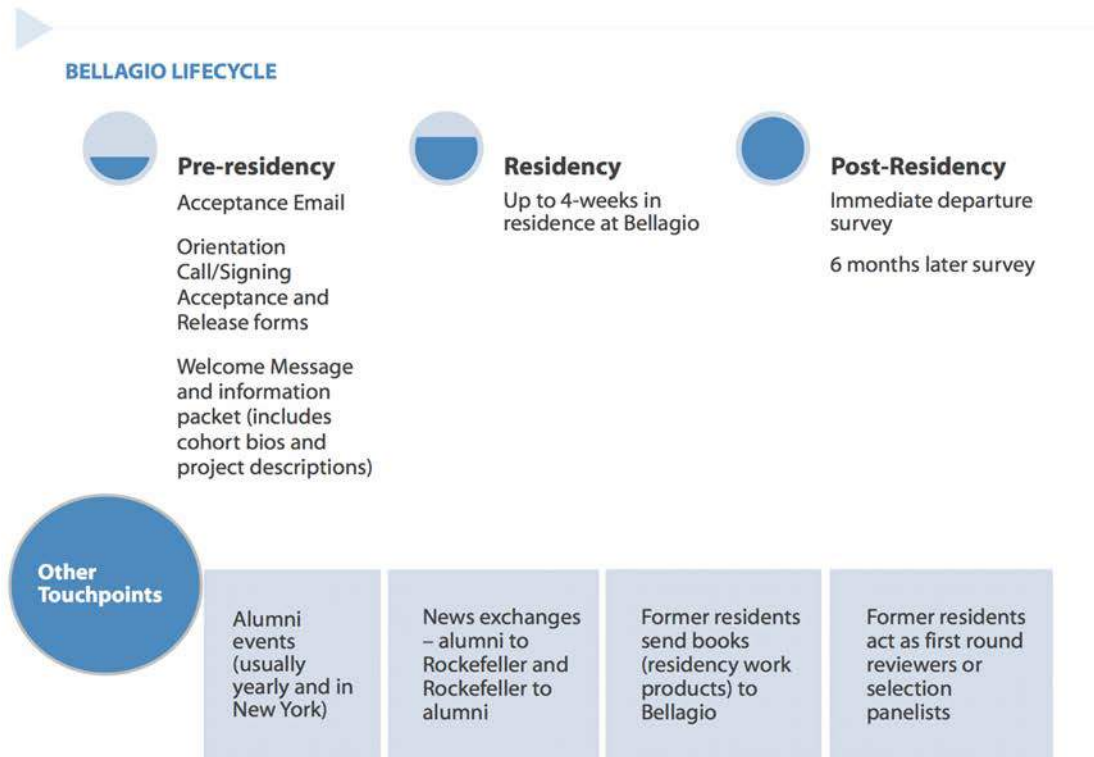 BELLAGIO LIFECYCLE
Pre-residency
Acceptance Email
Orientation
Call/Signing
Acceptance and
Release forms
Welcome Message
and information
packet (includes
cohort bios and
project descriptions)
Residency
Up to 4-weeks in
residence at Bellagio
Post-Residency
Immediate departure
survey
6 months later survey
Other
Touchpoints
Alumni
events
(usually
yearly and in
New York)
News exchanges
– alumni to
Rockefeller and
Rockefeller to
alumni
Former residents
send books
(residency work
products) to
Bellagio
Former residents
act as first round
reviewers or
selection
panelists